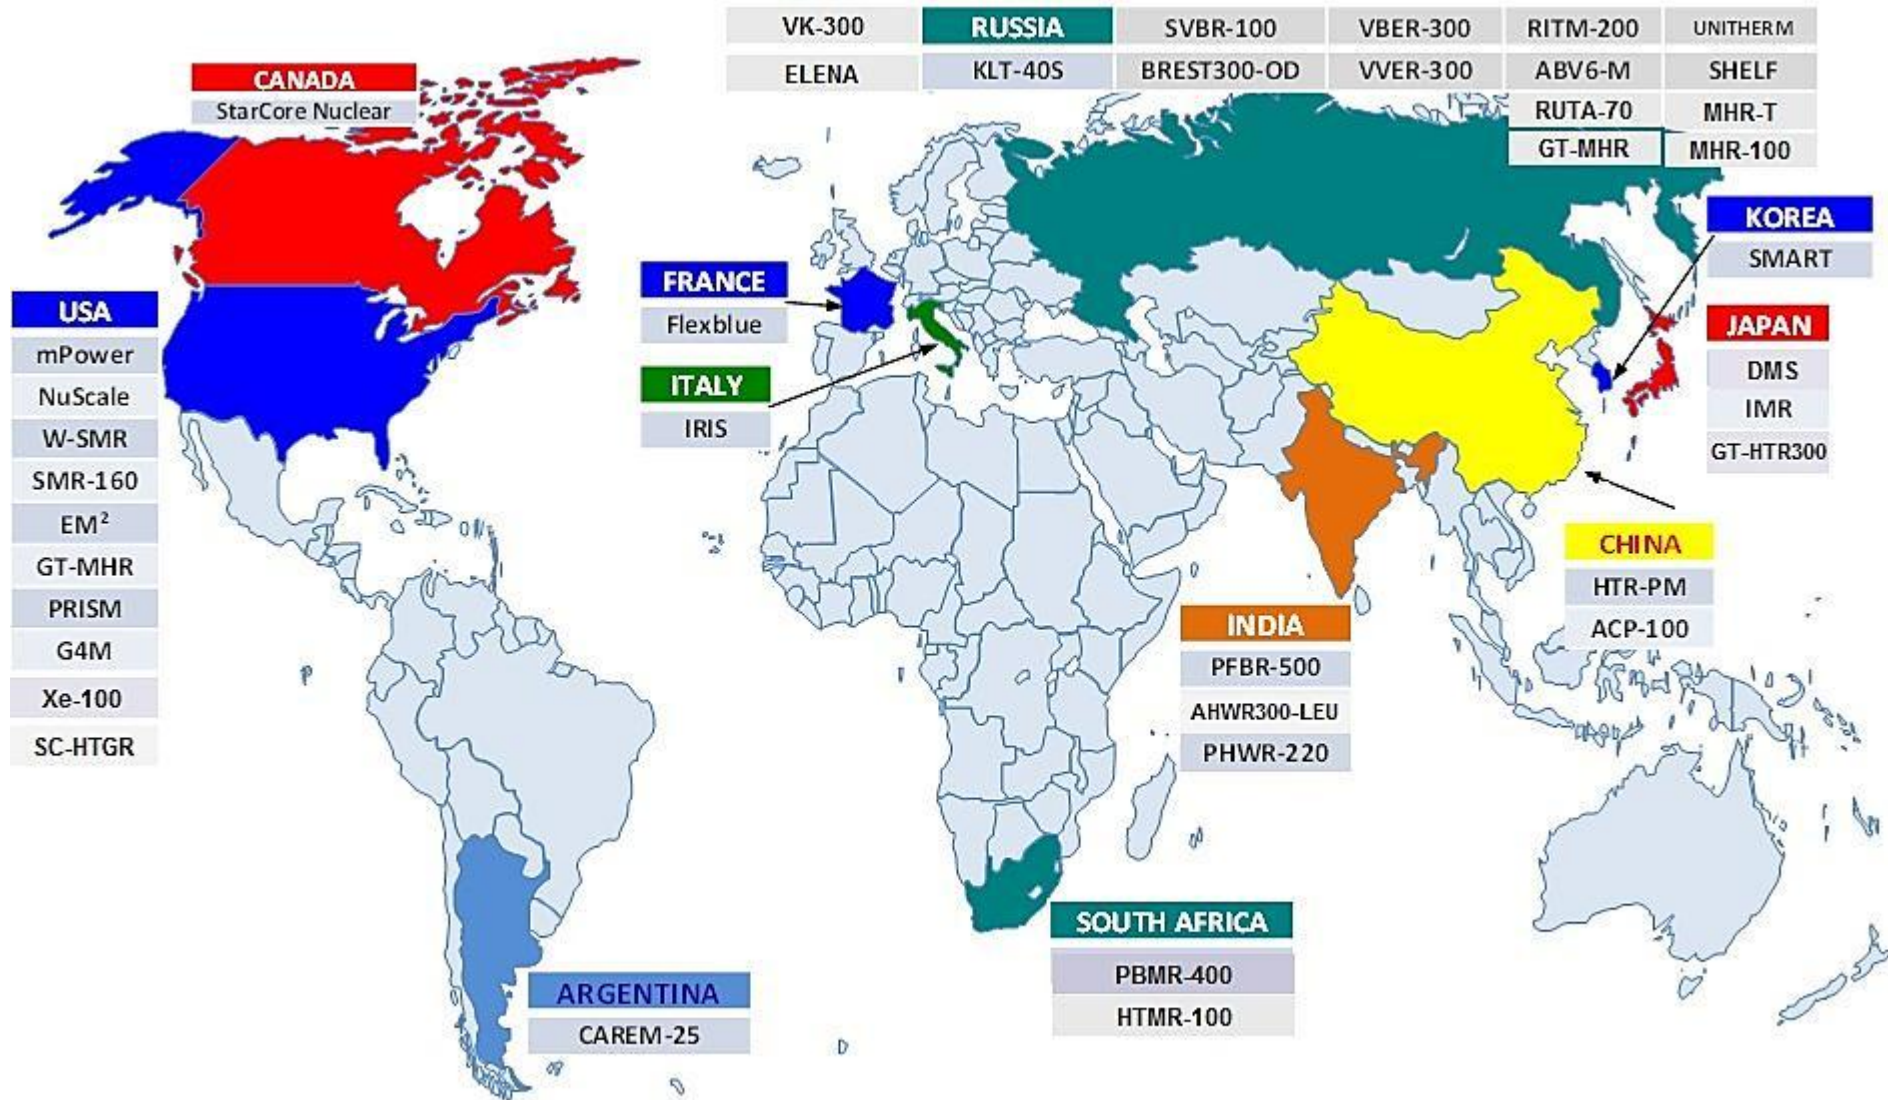 VK-300 RUSSIA SVBR-100 VBER-300 RITM-200 UNITHERM
ELENA KLT-40S BREST300-OD VVER-300 ABV6-M SHELF
RUTA-70 MHR-T
GT-MHR MHR-100
CANADA
StarCore Nuclear
KOREA
SMART
FRANCE
Flexblue
USA
mPower
NuScale
W-SMR
SMR-160
EM²
GT-MHR
PRISM
G4M
Xe-100
SC-HTGR
ITALY
IRIS
JAPAN
DMS
IMR
GT-HTR300
CHINA
HTR-PM
ACP-100
INDIA
PFBR-500
AHWR300-LEU
PHWR-220
SOUTH AFRICA
PBMR-400
HTMR-100
ARGENTINA
CAREM-25